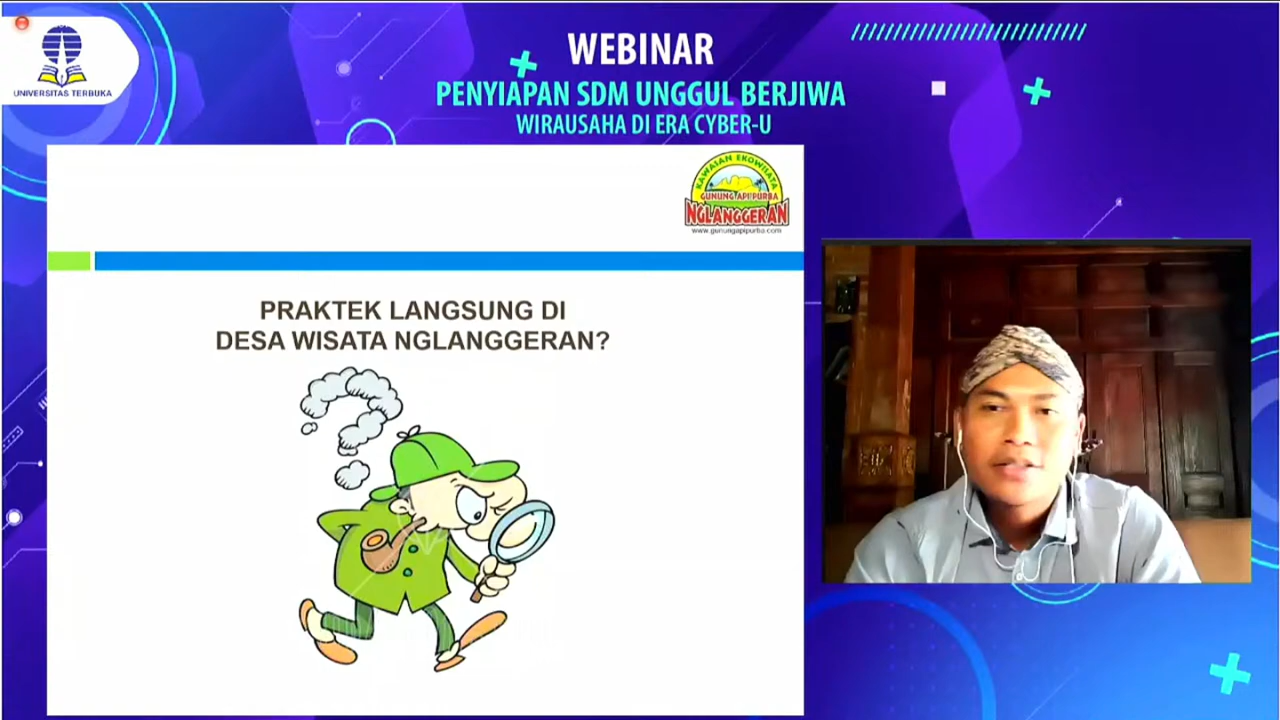 UNIVERSITAS TERBUKA
WEBINAR
PENYIAPAN SDM UNGGUL BERJIWA
WIRAUSAHA DI ERA CYBER-U
KAWASAN EKOWISATA
GUNUNG API PURBA
NGLANGGERAN
www.gunungapipurba.com
PRAKTEK LANGSUNG DI
DESA WISATA NGLANGGERAN?